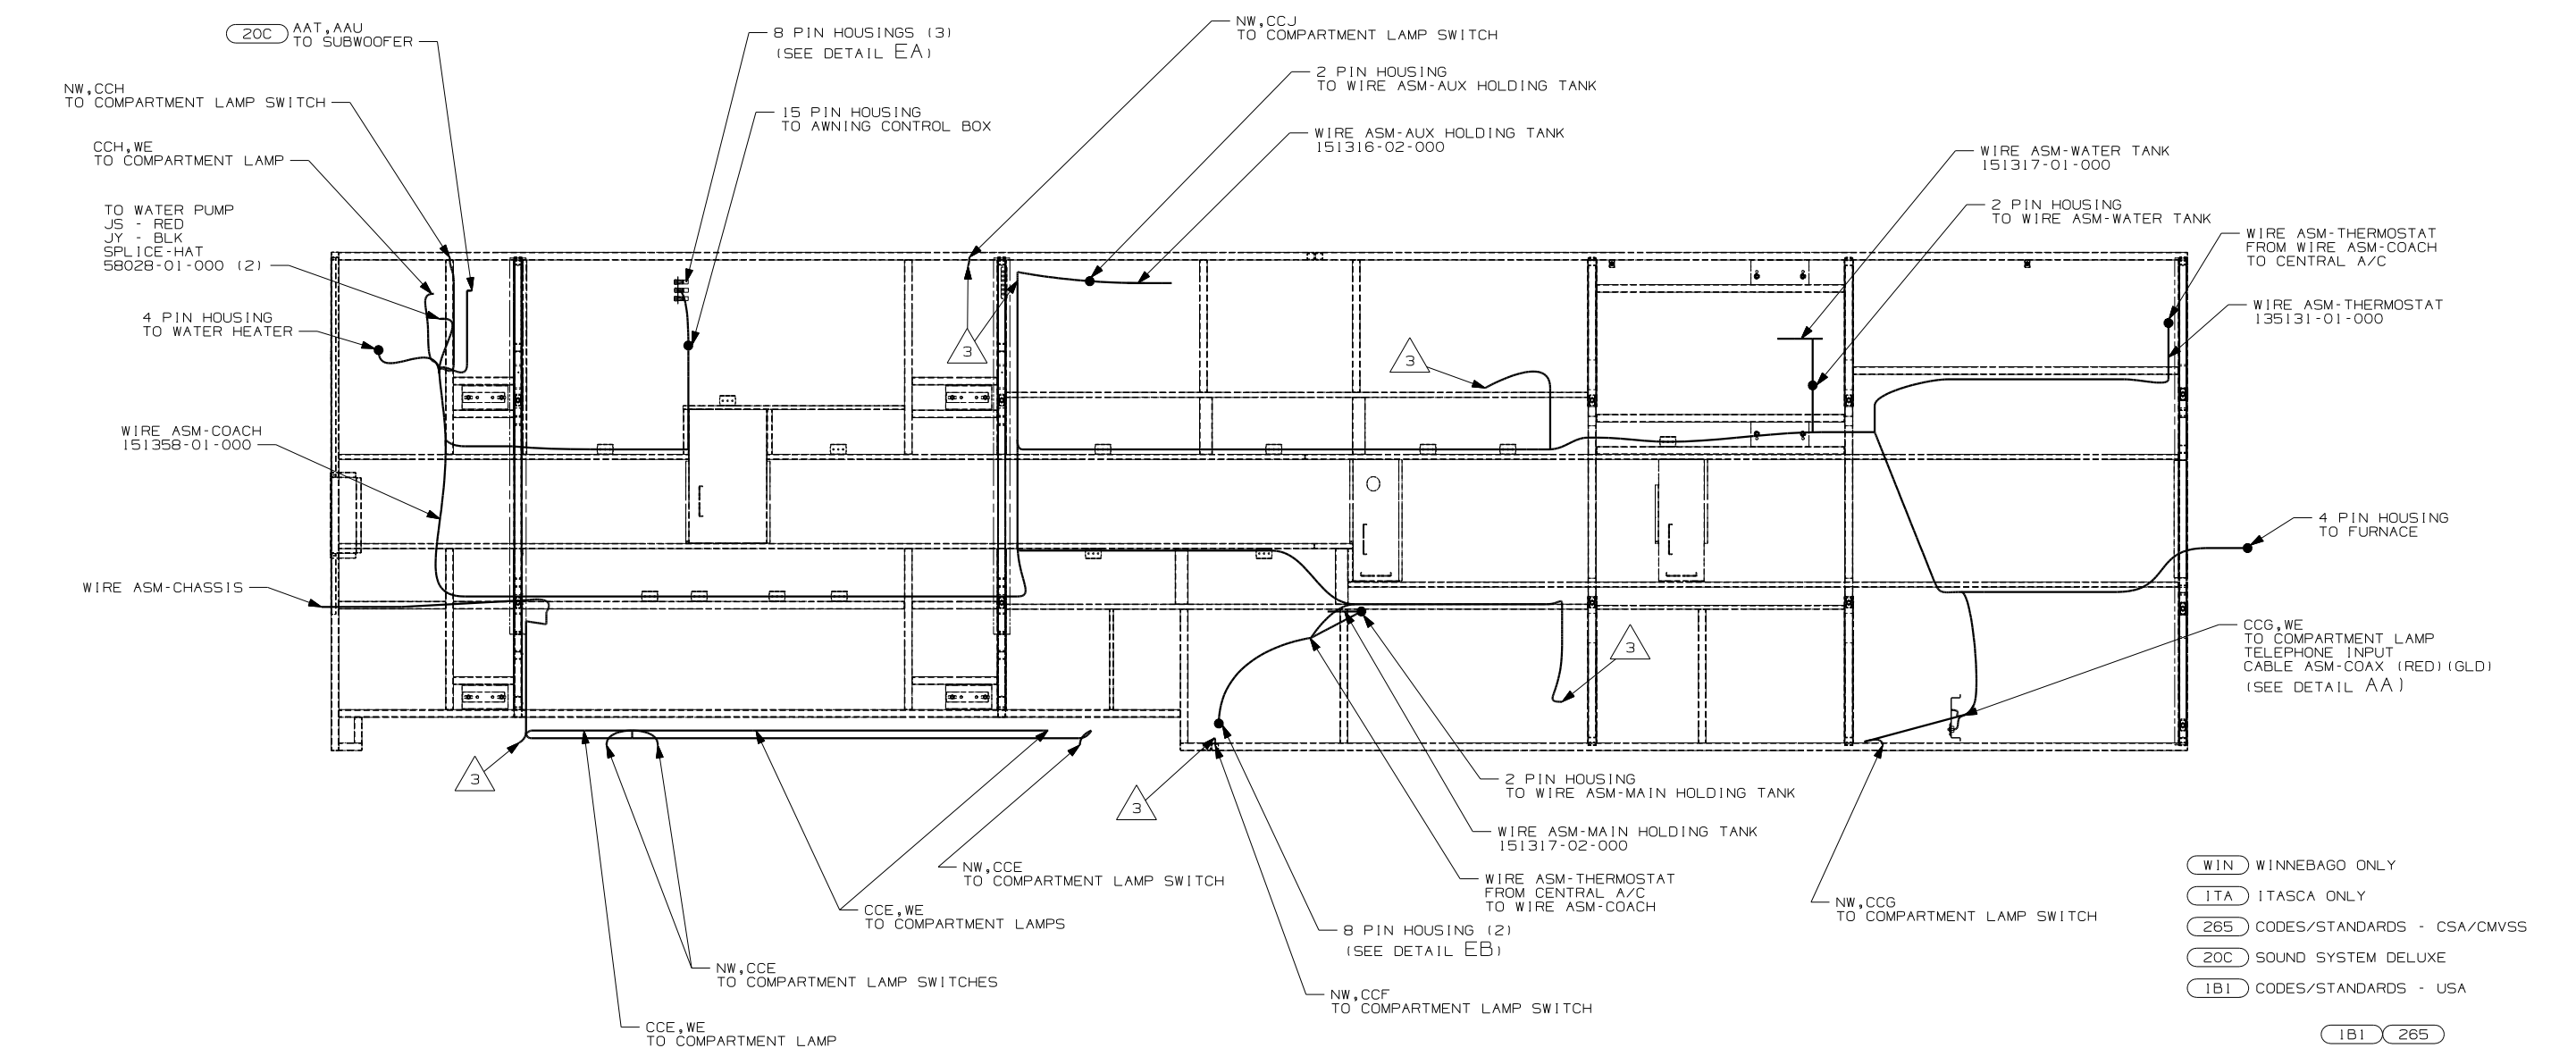 20C AAT,AAU
TO SUBWOOFER
8 PIN HOUSINGS (3)
(SEE DETAIL EA)
NW,CCJ
TO COMPARTMENT LAMP SWITCH
NW,CCH
TO COMPARTMENT LAMP SWITCH
2 PIN HOUSING
TO WIRE ASM-AUX HOLDING TANK
15 PIN HOUSING
TO AWNING CONTROL BOX
WIRE ASM-AUX HOLDING TANK
151316-02-000
CCH,WE
TO COMPARTMENT LAMP
WIRE ASM-WATER TANK
151317-01-000
TO WATER PUMP
JS - RED
JY - BLK
SPLICE-HAT
58028-01-000 (2)
2 PIN HOUSING
TO WIRE ASM-WATER TANK
WIRE ASM-THERMOSTAT
FROM WIRE ASM-COACH
TO CENTRAL A/C
4 PIN HOUSING
TO WATER HEATER
WIRE ASM-THERMOSTAT
135131-01-000
3
3
WIRE ASM-COACH
151358-01-000
4 PIN HOUSING
TO FURNACE
WIRE ASM-CHASSIS
CCG,WE
TO COMPARTMENT LAMP
TELEPHONE INPUT
CABLE ASM-COAX (RED)(GLD)
(SEE DETAIL AA)
3
3
3
2 PIN HOUSING
TO WIRE ASM-MAIN HOLDING TANK
WIRE ASM-MAIN HOLDING TANK
151317-02-000
NW,CCE
TO COMPARTMENT LAMP SWITCH
WIRE ASM-THERMOSTAT
FROM CENTRAL A/C
TO WIRE ASM-COACH
CCE,WE
TO COMPARTMENT LAMPS
NW,CCG
TO COMPARTMENT LAMP SWITCH
8 PIN HOUSING (2)
(SEE DETAIL EB)
NW,CCE
TO COMPARTMENT LAMP SWITCHES
NW,CCF
TO COMPARTMENT LAMP SWITCH
CCE,WE
TO COMPARTMENT LAMP
WIN WINNEBAGO ONLY
ITA ITASCA ONLY
265 CODES/STANDARDS - CSA/CMVSS
20C SOUND SYSTEM DELUXE
1B1 CODES/STANDARDS - USA
1B1 265